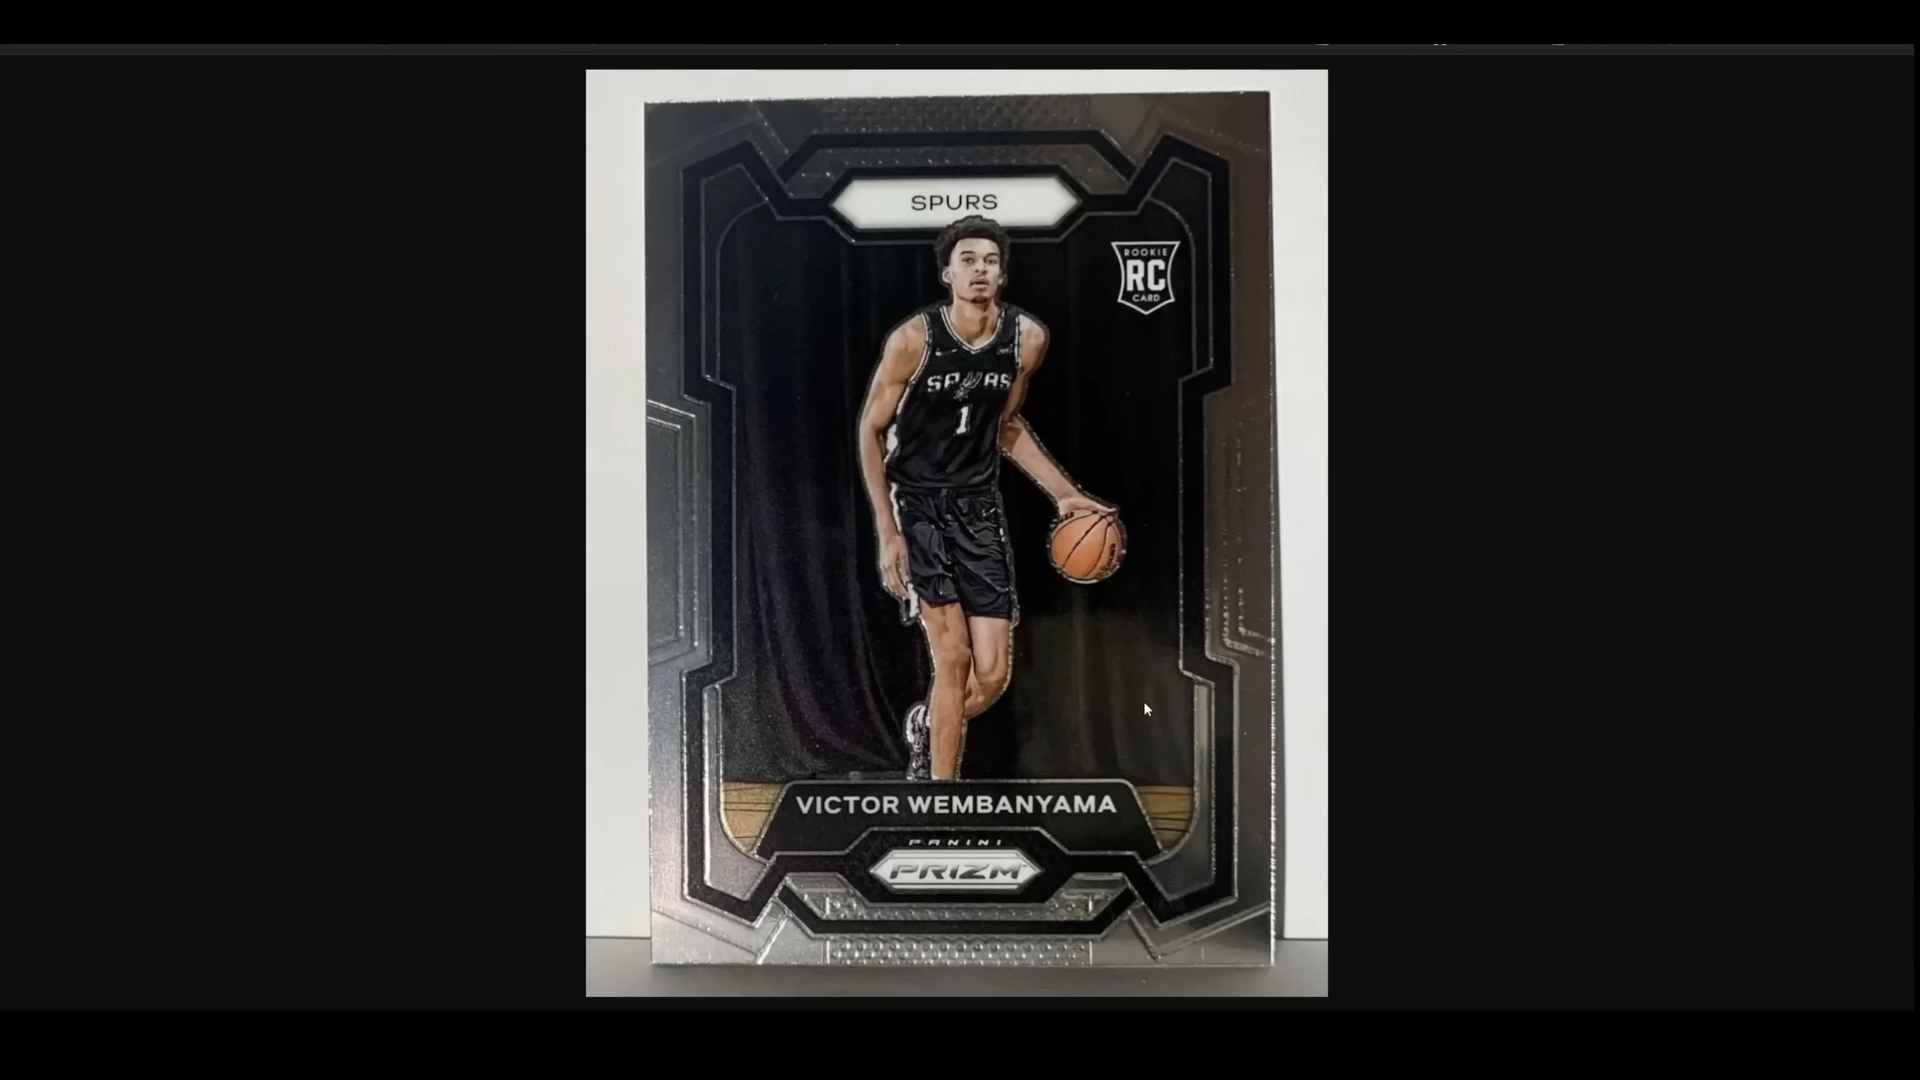 SPURS
ROOKIE
RC
CARD
SPURS
1
VICTOR WEMBANYAMA
PANINI
PRIZM